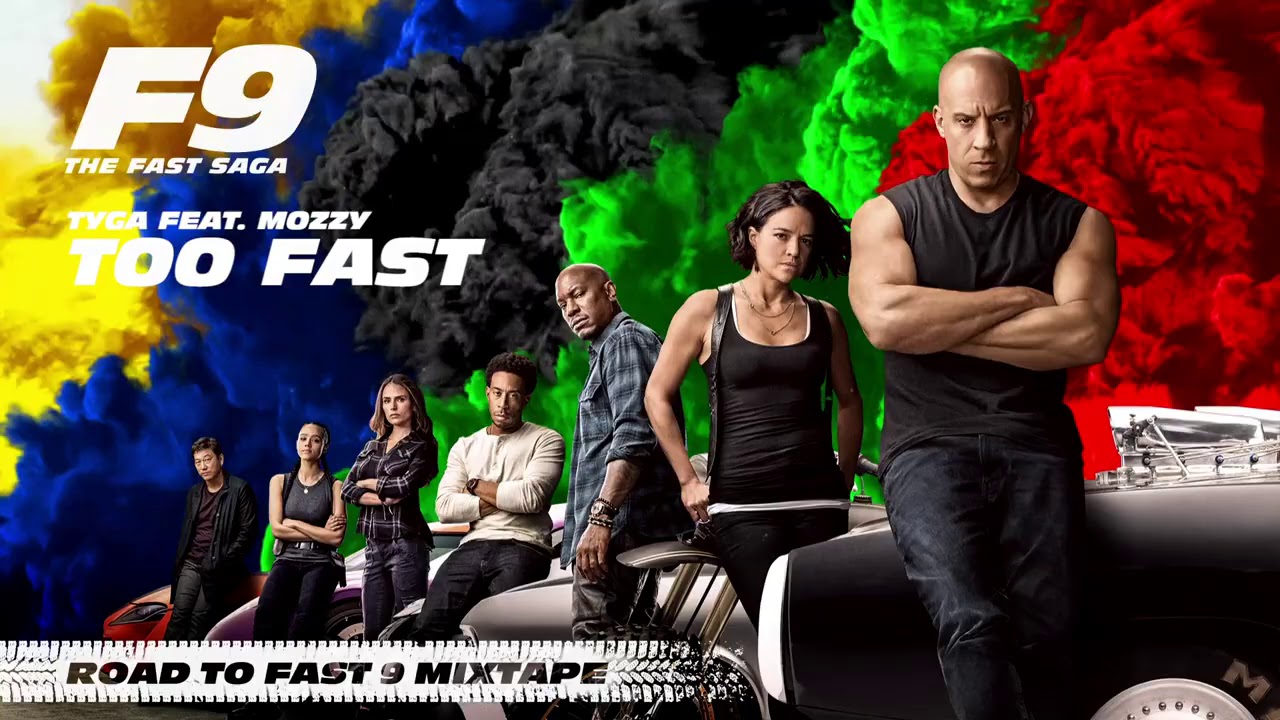 F9
THE FAST SAGA
TYGA FEAT. MOZZY
TOO FAST
ROAD TO FAST 9 MIXTAPE
M